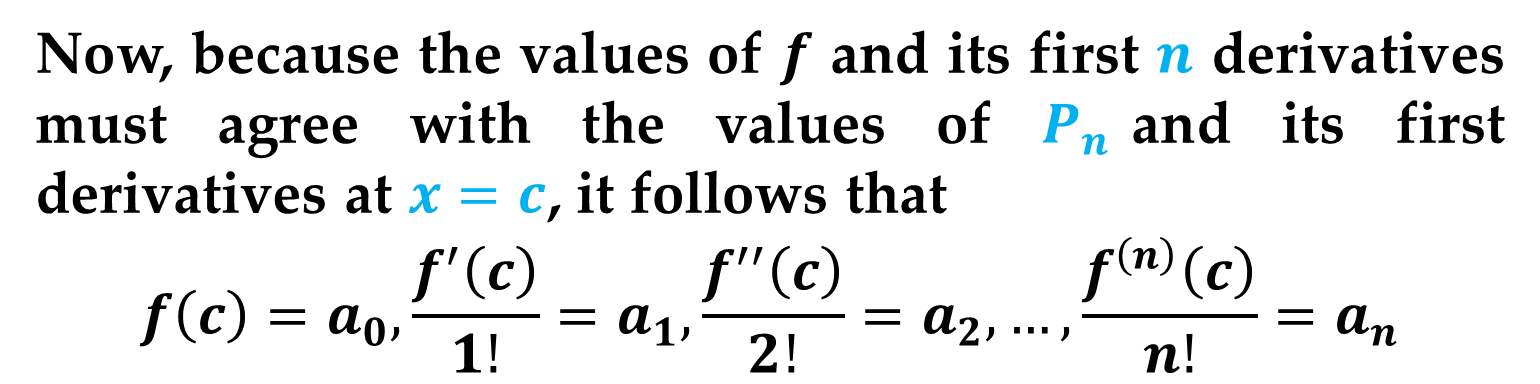 Now, because the values of f and its first n derivatives
must agree with the values of Pₙ and its first
derivatives at x = c, it follows that
f(c) = a₀, f′(c)/1! = a₁, f″(c)/2! = a₂, … , f⁽ⁿ⁾(c)/n! = aₙ